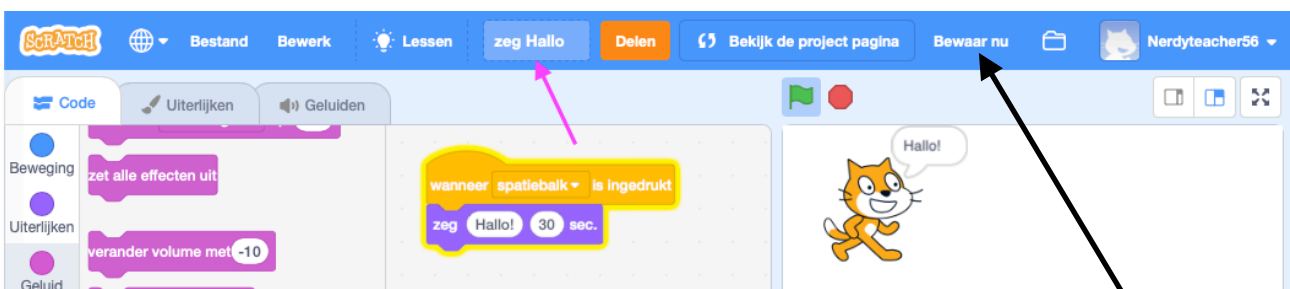 SCRATCH Bestand Bewerk Lessen zeg Hallo Delen Bekijk de project pagina Bewaar nu Nerdyteacher56
Code Uiterlijken Geluiden
Beweging
zet alle effecten uit
Uiterlijken
verander volume met -10
Geluid
wanneer spatiebalk is ingedrukt
zeg Hallo! 30 sec.
Hallo!